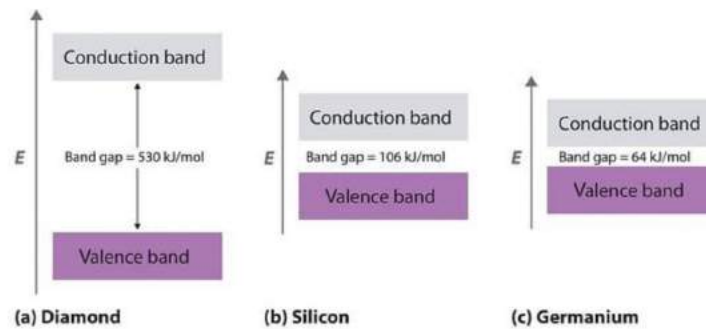 Conduction band
E
Band gap = 530 kJ/mol
Valence band
(a) Diamond
Conduction band
E
Band gap = 106 kJ/mol
Valence band
(b) Silicon
Conduction band
E
Band gap = 64 kJ/mol
Valence band
(c) Germanium